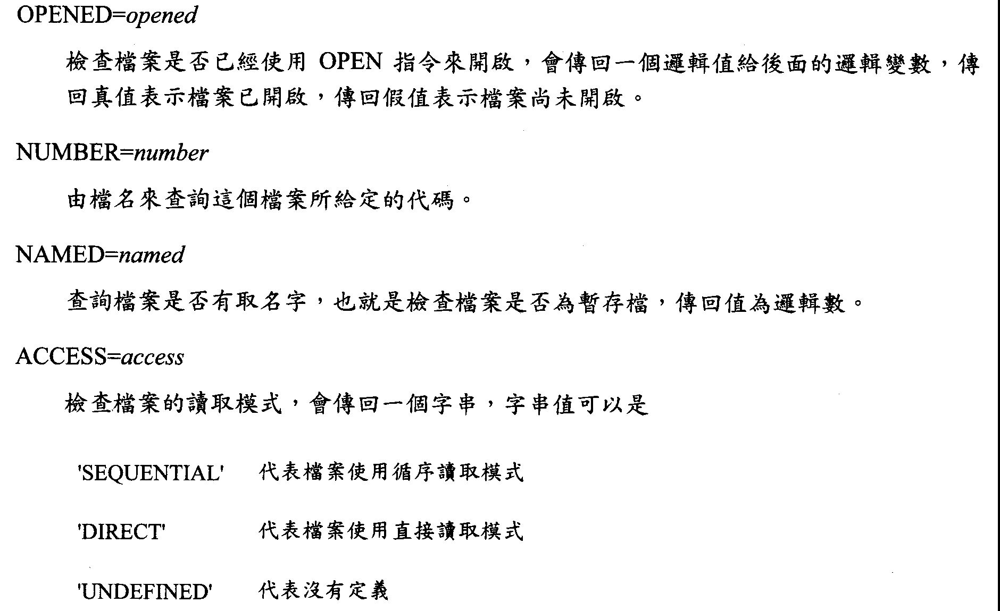 OPENED=opened
檢查檔案是否已經使用 OPEN 指令來開啟，會傳回一個邏輯值給後面的邏輯變數，傳
回真值表示檔案已開啟，傳回假值表示檔案尚未開啟。
NUMBER=number
由檔名來查詢這個檔案所給定的代碼。
NAMED=named
查詢檔案是否有取名字，也就是檢查檔案是否為暫存檔，傳回值為邏輯數。
ACCESS=access
檢查檔案的讀取模式，會傳回一個字串，字串值可以是
'SEQUENTIAL' 代表檔案使用循序讀取模式
'DIRECT' 代表檔案使用直接讀取模式
'UNDEFINED' 代表沒有定義